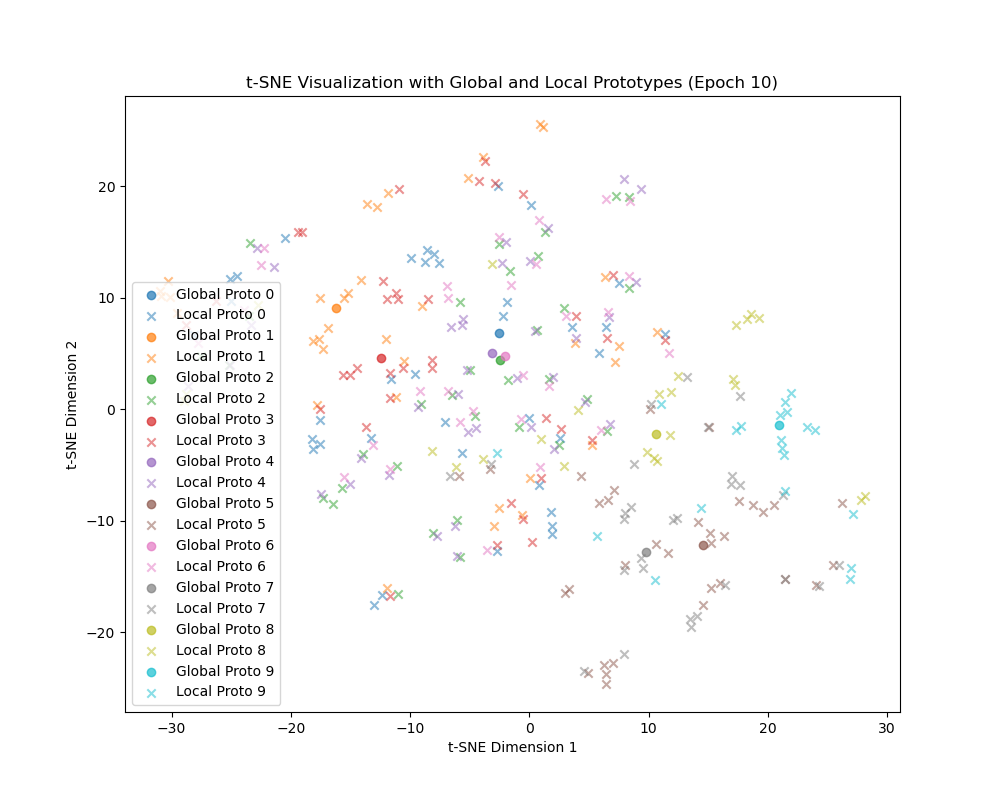 t-SNE Visualization with Global and Local Prototypes (Epoch 10)
t-SNE Dimension 2
20
10
0
−10
−20
Global Proto 0
Local Proto 0
Global Proto 1
Local Proto 1
Global Proto 2
Local Proto 2
Global Proto 3
Local Proto 3
Global Proto 4
Local Proto 4
Global Proto 5
Local Proto 5
Global Proto 6
Local Proto 6
Global Proto 7
Local Proto 7
Global Proto 8
Local Proto 8
Global Proto 9
Local Proto 9
−30 −20 −10 0 10 20 30
t-SNE Dimension 1